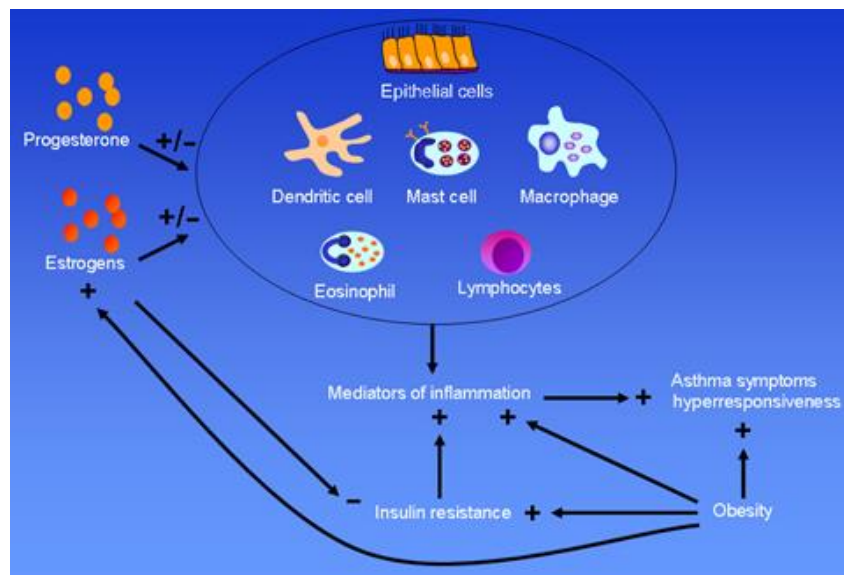 Epithelial cells
Progesterone
+/–
Dendritic cell
Mast cell
Macrophage
+/–
Estrogens
+
Eosinophil
Lymphocytes
Mediators of inflammation
+
+
+
Asthma symptoms
hyperresponsiveness
+
–
Insulin resistance
+
Obesity